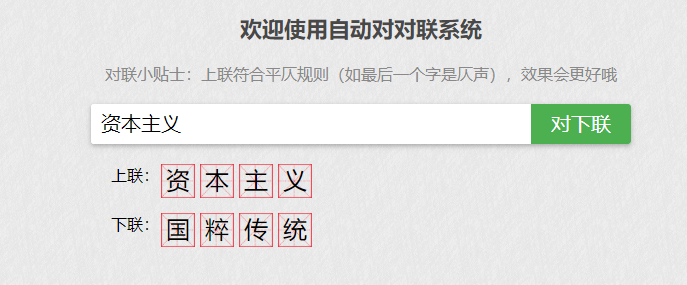 欢迎使用自动对对联系统
对联小贴士：上联符合平仄规则（如最后一个字是仄声），效果会更好哦
资本主义 对下联
上联： 资本主义
下联： 国粹传统